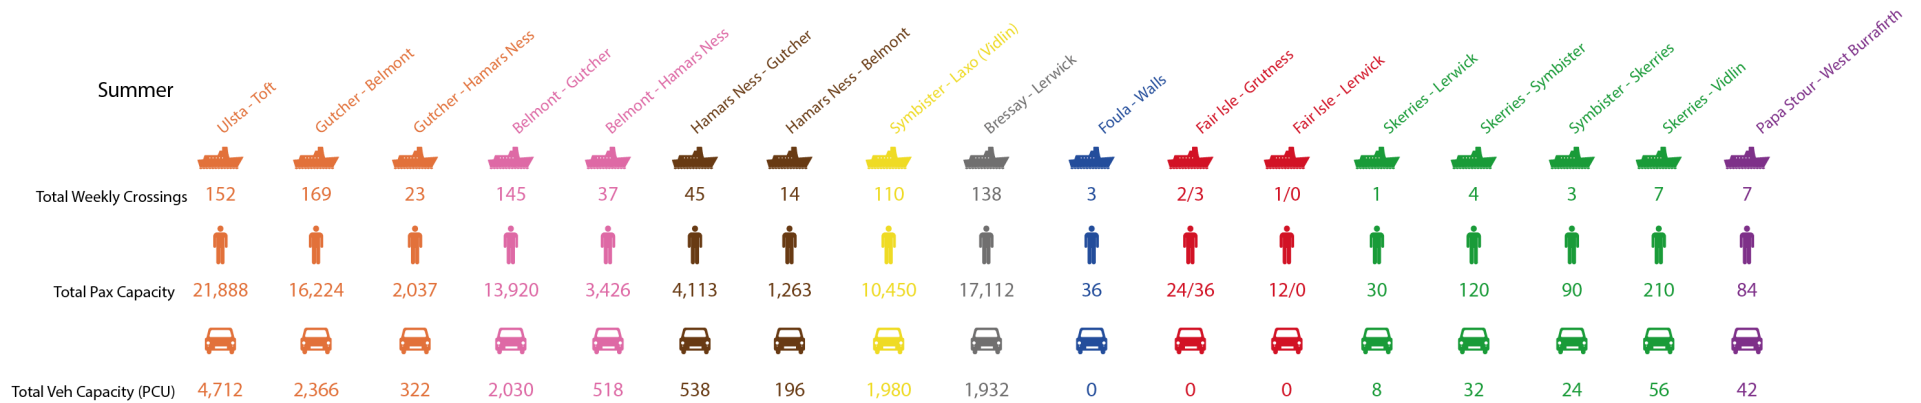 Summer
Ulsta - Toft
Gutcher - Belmont
Gutcher - Hamars Ness
Belmont - Gutcher
Belmont - Hamars Ness
Hamars Ness - Gutcher
Hamars Ness - Belmont
Symbister - Laxo (Vidlin)
Bressay - Lerwick
Foula - Walls
Fair Isle - Grutness
Fair Isle - Lerwick
Skerries - Lerwick
Skerries - Symbister
Symbister - Skerries
Skerries - Vidlin
Papa Stour - West Burrafirth
Total Weekly Crossings 152 169 23 145 37 45 14 110 138 3 2/3 1/0 1 4 3 7 7
Total Pax Capacity 21,888 16,224 2,037 13,920 3,426 4,113 1,263 10,450 17,112 36 24/36 12/0 30 120 90 210 84
Total Veh Capacity (PCU) 4,712 2,366 322 2,030 518 538 196 1,980 1,932 0 0 0 8 32 24 56 42